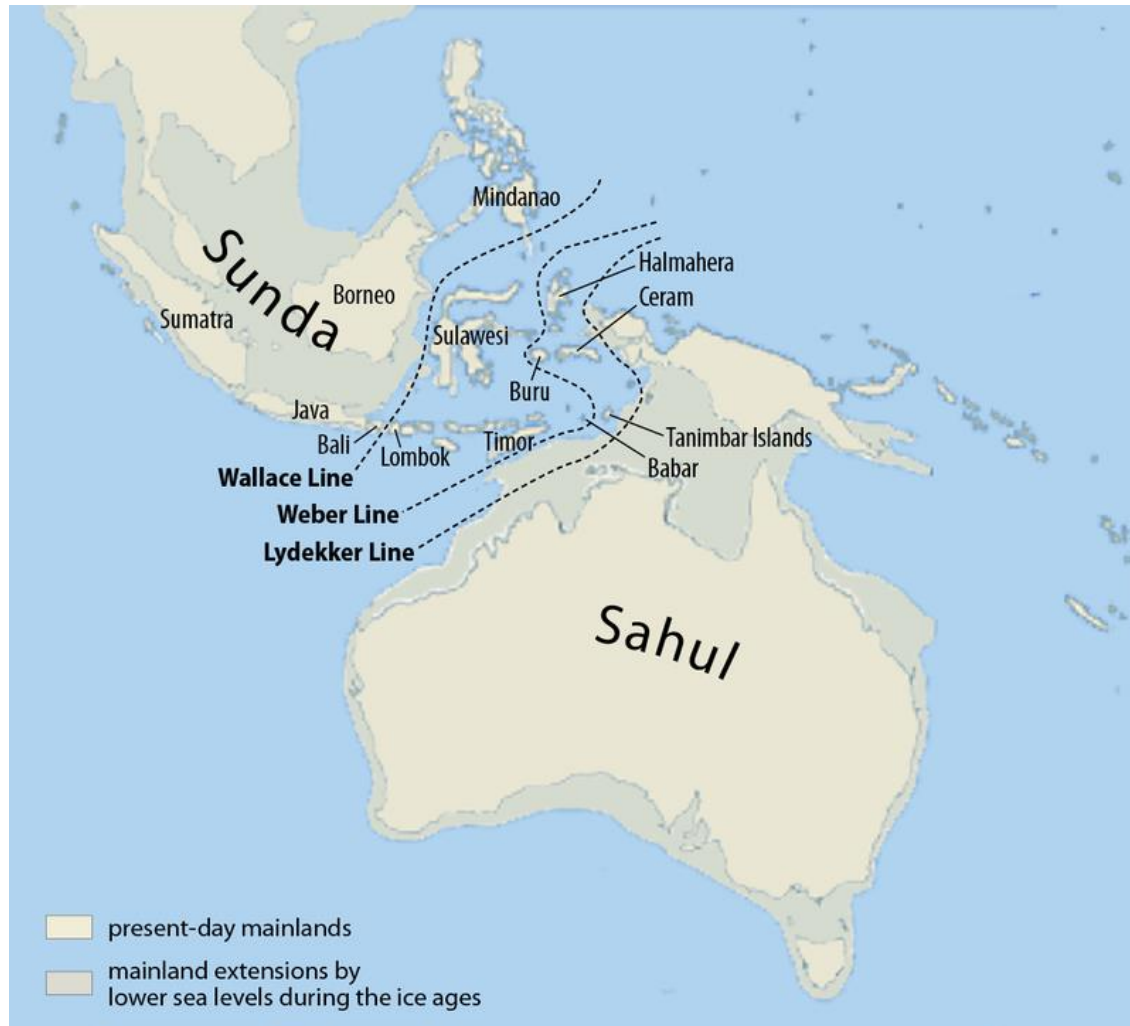 Mindanao
Halmahera
Ceram
Sunda
Borneo
Sumatra
Sulawesi
Buru
Java
Bali
Lombok
Timor
Tanimbar Islands
Babar
Wallace Line
Weber Line
Lydekker Line
Sahul
present-day mainlands
mainland extensions by
lower sea levels during the ice ages